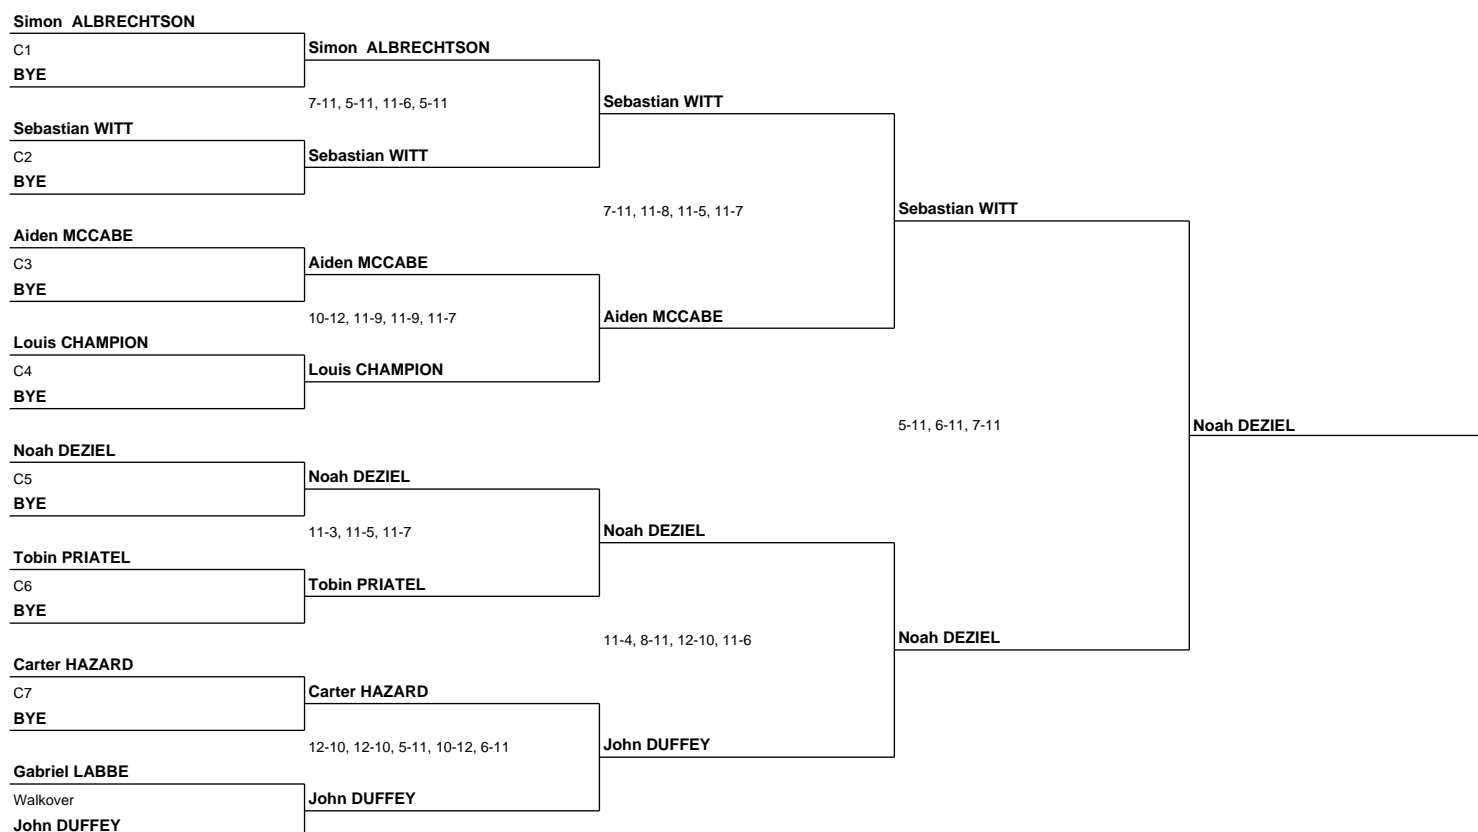 Simon  ALBRECHTSON
C1
BYE
Simon  ALBRECHTSON
7-11, 5-11, 11-6, 5-11
Sebastian WITT
Sebastian WITT
C2
BYE
Sebastian WITT
7-11, 11-8, 11-5, 11-7
Sebastian WITT
Aiden MCCABE
C3
BYE
Aiden MCCABE
10-12, 11-9, 11-9, 11-7
Aiden MCCABE
Louis CHAMPION
C4
BYE
Louis CHAMPION
5-11, 6-11, 7-11
Noah DEZIEL
Noah DEZIEL
C5
BYE
Noah DEZIEL
11-3, 11-5, 11-7
Noah DEZIEL
Tobin PRIATEL
C6
BYE
Tobin PRIATEL
11-4, 8-11, 12-10, 11-6
Noah DEZIEL
Carter HAZARD
C7
BYE
Carter HAZARD
12-10, 12-10, 5-11, 10-12, 6-11
John DUFFEY
Gabriel LABBE
Walkover
John DUFFEY
John DUFFEY